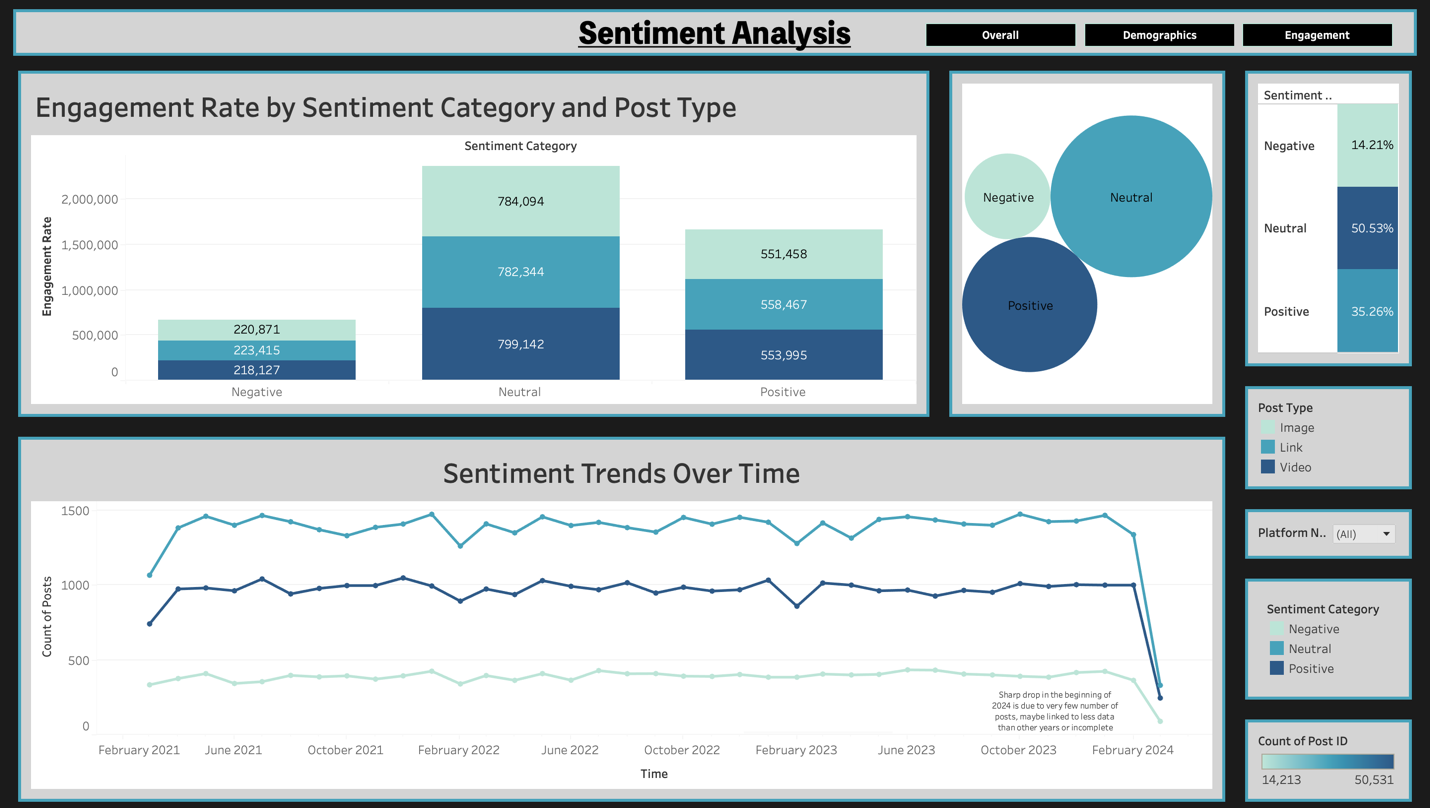 Sentiment Analysis
Overall
Demographics
Engagement
Engagement Rate by Sentiment Category and Post Type
Sentiment Category
Engagement Rate
2,000,000
1,500,000
1,000,000
500,000
0
220,871
223,415
218,127
784,094
782,344
799,142
551,458
558,467
553,995
Negative
Neutral
Positive
Negative
Neutral
Positive
Sentiment ..
Negative 14.21%
Neutral 50.53%
Positive 35.26%
Post Type
Image
Link
Video
Platform N.. (All)
Sentiment Category
Negative
Neutral
Positive
Count of Post ID
14,213 50,531
Sentiment Trends Over Time
Count of Posts
1500
1000
500
0
Sharp drop in the beginning of
2024 is due to very few number of
posts, maybe linked to less data
than other years or incomplete
February 2021
June 2021
October 2021
February 2022
June 2022
October 2022
February 2023
June 2023
October 2023
February 2024
Time